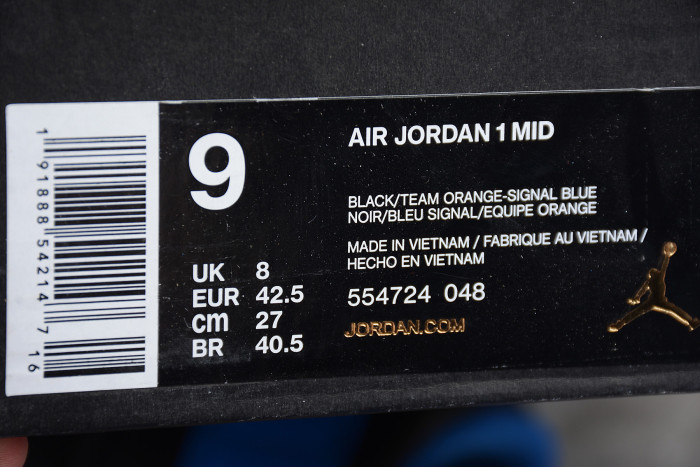 1 91888 54214 7 16
9
UK 8
EUR 42.5
cm 27
BR 40.5
AIR JORDAN 1 MID
BLACK/TEAM ORANGE-SIGNAL BLUE
NOIR/BLEU SIGNAL/EQUIPE ORANGE
MADE IN VIETNAM / FABRIQUE AU VIETNAM /
HECHO EN VIETNAM
554724 048
JORDAN.COM